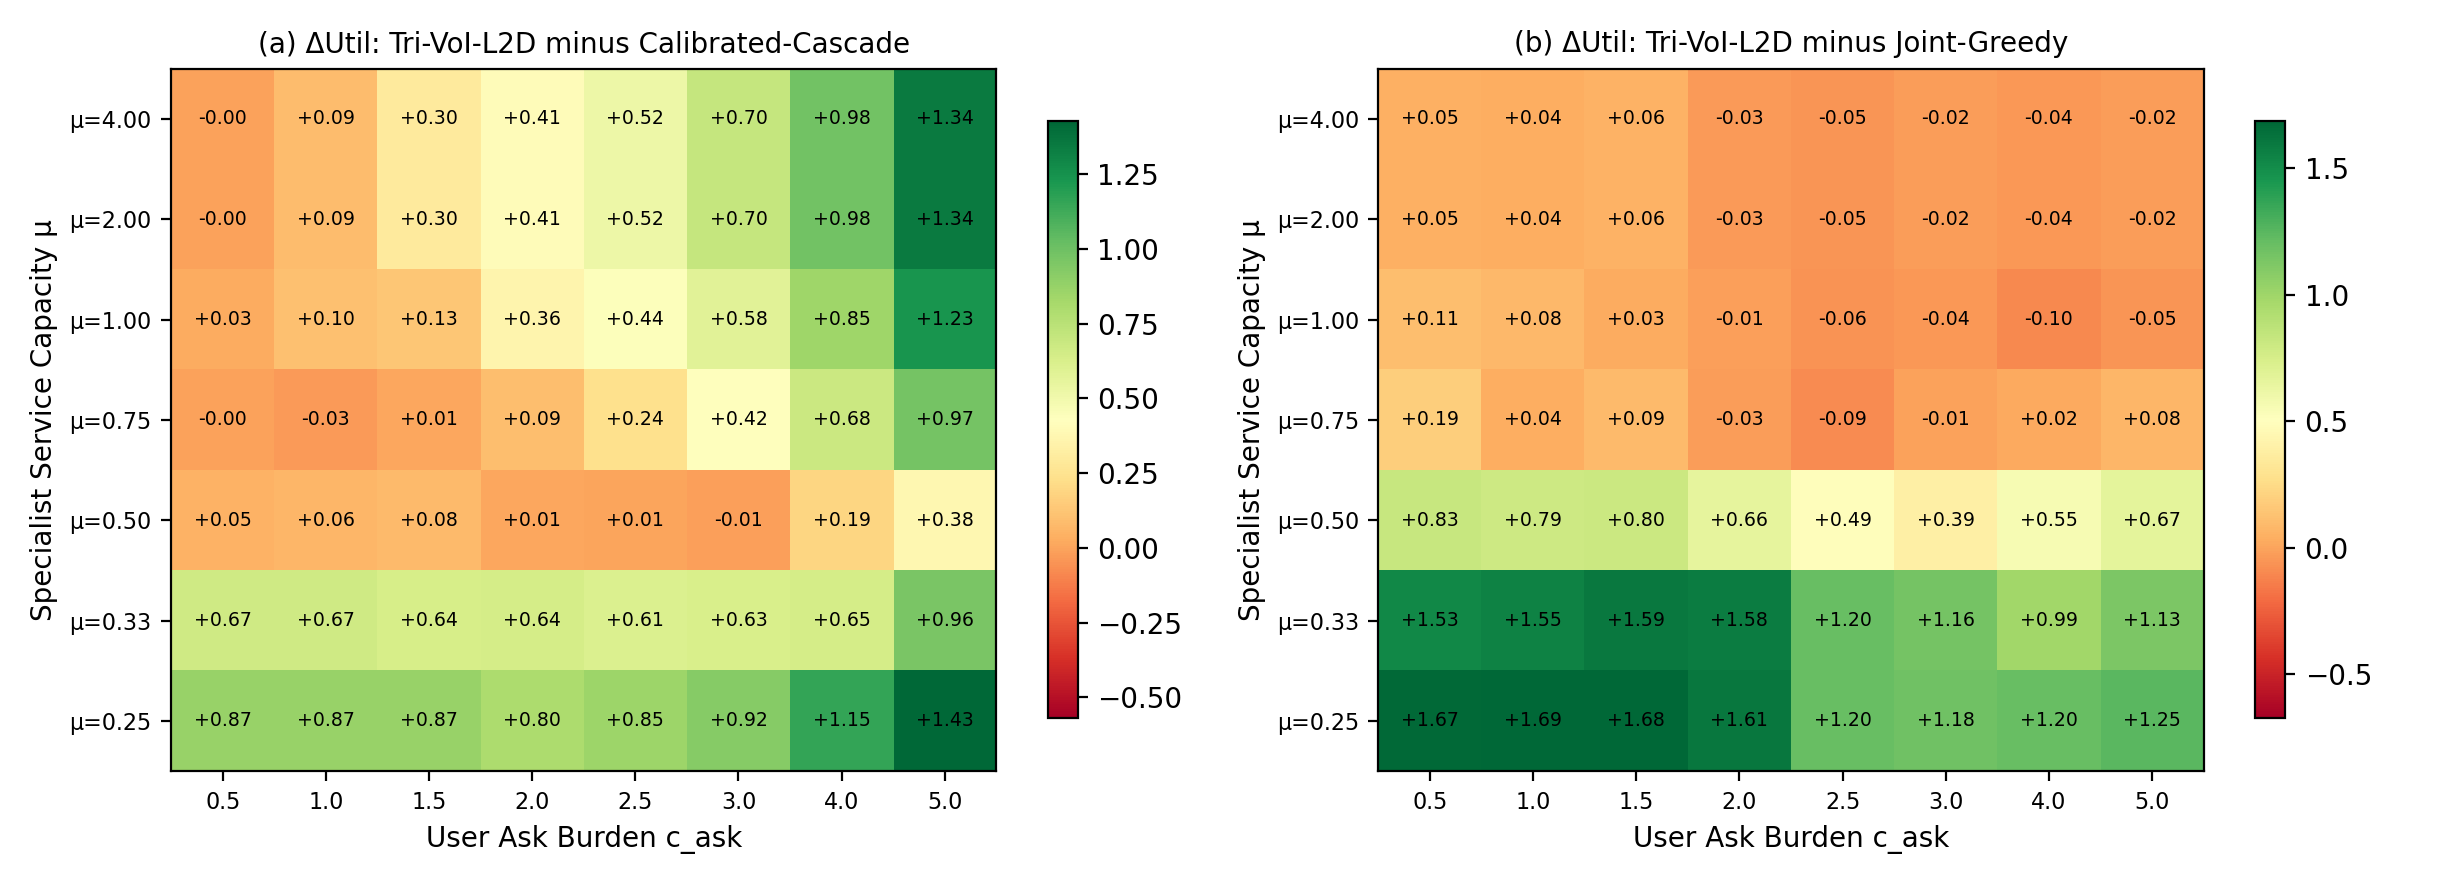 (a) ΔUtil: Tri-VoI-L2D minus Calibrated-Cascade
μ=4.00 -0.00 +0.09 +0.30 +0.41 +0.52 +0.70 +0.98 +1.34
μ=2.00 -0.00 +0.09 +0.30 +0.41 +0.52 +0.70 +0.98 +1.34
μ=1.00 +0.03 +0.10 +0.13 +0.36 +0.44 +0.58 +0.85 +1.23
μ=0.75 -0.00 -0.03 +0.01 +0.09 +0.24 +0.42 +0.68 +0.97
μ=0.50 +0.05 +0.06 +0.08 +0.01 +0.01 -0.01 +0.19 +0.38
μ=0.33 +0.67 +0.67 +0.64 +0.64 +0.61 +0.63 +0.65 +0.96
μ=0.25 +0.87 +0.87 +0.87 +0.80 +0.85 +0.92 +1.15 +1.43
0.5 1.0 1.5 2.0 2.5 3.0 4.0 5.0
User Ask Burden c_ask
Specialist Service Capacity μ
1.25
1.00
0.75
0.50
0.25
0.00
−0.25
−0.50
(b) ΔUtil: Tri-VoI-L2D minus Joint-Greedy
μ=4.00 +0.05 +0.04 +0.06 -0.03 -0.05 -0.02 -0.04 -0.02
μ=2.00 +0.05 +0.04 +0.06 -0.03 -0.05 -0.02 -0.04 -0.02
μ=1.00 +0.11 +0.08 +0.03 -0.01 -0.06 -0.04 -0.10 -0.05
μ=0.75 +0.19 +0.04 +0.09 -0.03 -0.09 -0.01 +0.02 +0.08
μ=0.50 +0.83 +0.79 +0.80 +0.66 +0.49 +0.39 +0.55 +0.67
μ=0.33 +1.53 +1.55 +1.59 +1.58 +1.20 +1.16 +0.99 +1.13
μ=0.25 +1.67 +1.69 +1.68 +1.61 +1.20 +1.18 +1.20 +1.25
0.5 1.0 1.5 2.0 2.5 3.0 4.0 5.0
User Ask Burden c_ask
Specialist Service Capacity μ
1.5
1.0
0.5
0.0
−0.5